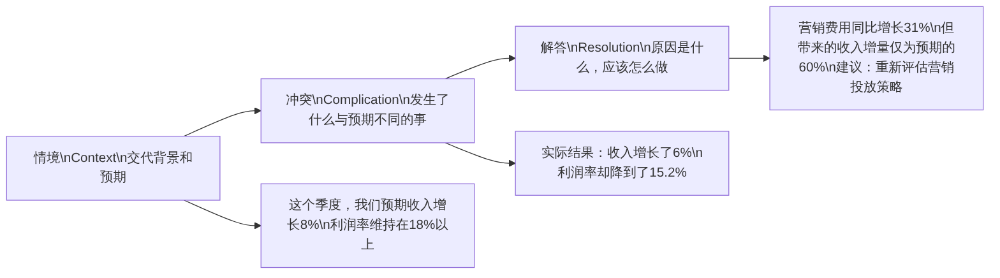 情境\nContext\n交代背景和
预期
冲突\nComplication\n发生了
什么与预期不同的事
这个季度，我们预期收入增
长8%\n利润率维持在18%以
上
解答\nResolution\n原因是什
么，应该怎么做
实际结果：收入增长了6%\n
利润率却降到了15.2%
营销费用同比增长31%\n但
带来的收入增量仅为预期的
60%\n建议：重新评估营销
投放策略